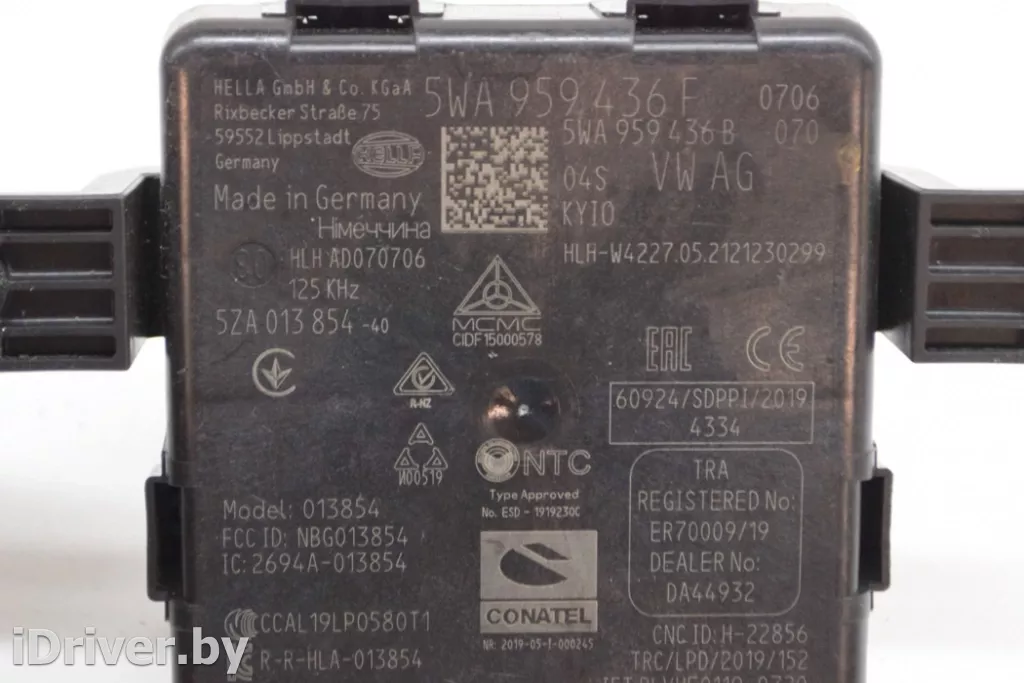 HELLA GmbH & Co. KGaA
Rixbecker Straße 75
59552 Lippstadt
Germany
HELLA
Made in Germany
Німеччина
5WA 959 436 F 0706
5WA 959 436 B 070
04S VW AG
KYIO
HLH-W4227.05.2121230299
HLH AD070706
125 KHz
5ZA 013 854 -40
MCMC
CIDF15000578
EAC CE
R-NZ
60924/SDPPI/2019
4334
И00519
NTC
Type Approved
No. ESD - 1919230C
TRA
REGISTERED No:
ER70009/19
DEALER No:
DA44932
Model: 013854
FCC ID: NBG013854
IC: 2694A-013854
CONATEL
NR: 2019-05-I-000245
CCAL19LP0580T1
R-R-HLA-013854
CNC ID: H-22856
TRC/LPD/2019/152
iDriver.by